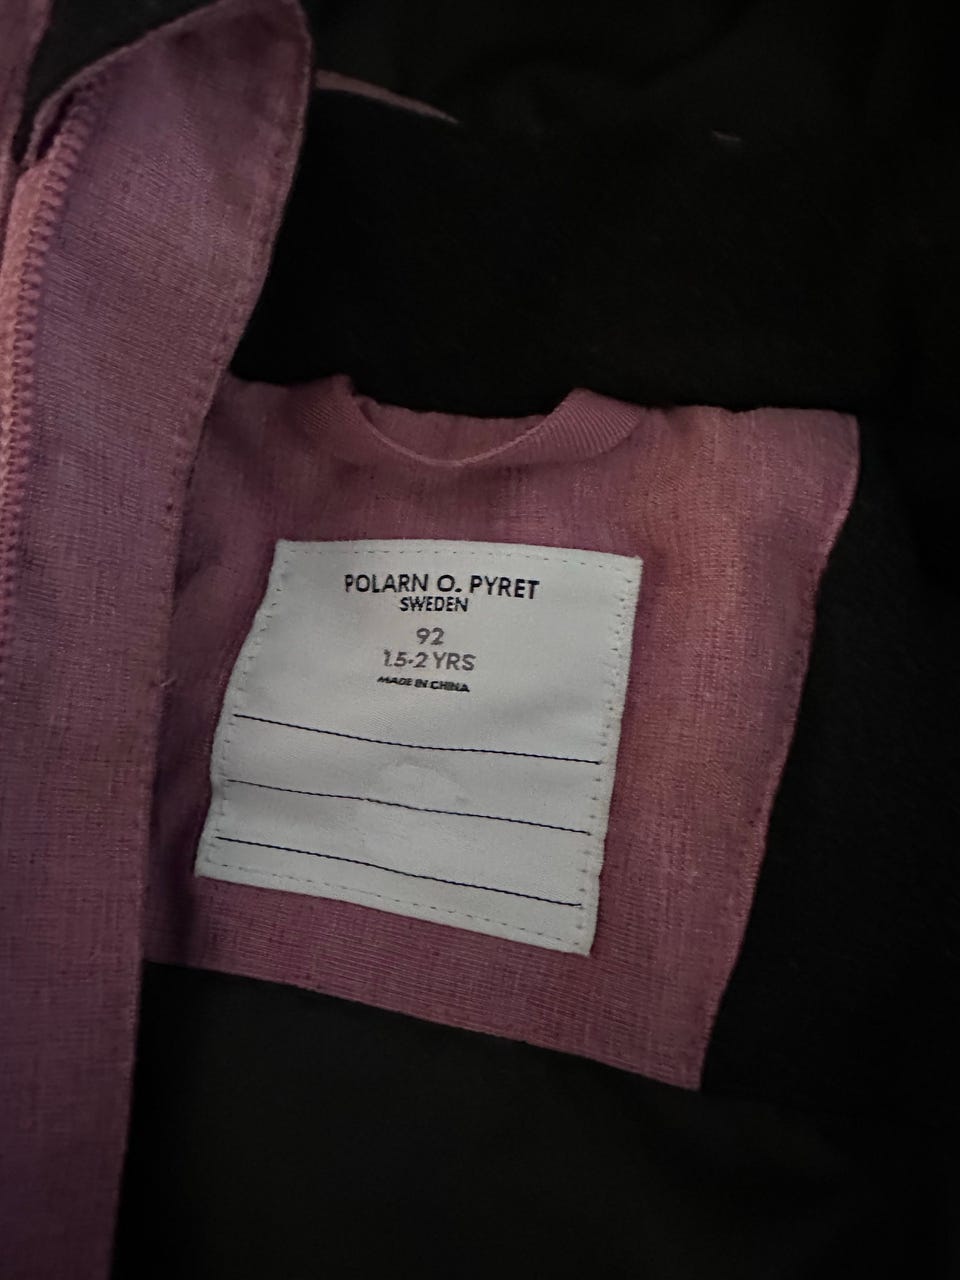 POLARN O. PYRET
SWEDEN
92
1.5-2 YRS
MADE IN CHINA